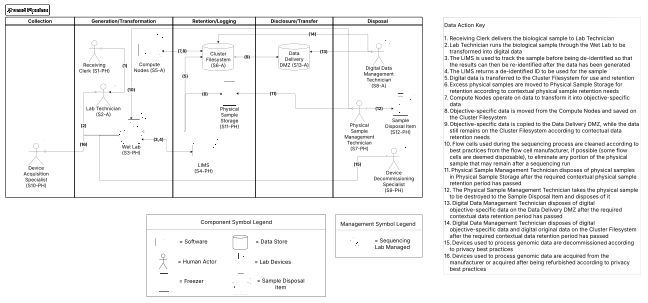 Collection
Generation/Transformation
Retention/Logging
Disclosure/Transfer
Disposal
Receiving
Clerk (S1-PH)
Compute
Nodes (S5-A)
Cluster
Filesystem
(S6-A)
Data
Delivery
DMZ (S13-A)
Digital Data
Management
Technician
(S8-A)
Lab Technician
(S2-A)
Wet Lab
(S3-PH)
Physical
Sample
Storage
(S11-PH)
LIMS
(S4-PH)
Physical
Sample
Management
Technician
(S7-PH)
Sample
Disposal Item
(S12-PH)
Device
Acquisition
Specialist
(S10-PH)
Device
Decommissioning
Specialist
(S9-PH)
(1)
(10)
(2)
(16)
(3,4)
(7,8)
(5)
(6)
(9)
(11)
(14)
(13)
(12)
(15)
Component Symbol Legend
= Software
= Data Store
= Human Actor
= Lab Devices
= Freezer
= Sample Disposal
Item
Management Symbol Legend
= Sequencing
Lab Managed
Data Action Key
1. Receiving Clerk delivers the biological sample to Lab Technician
2. Lab Technician runs the biological sample through the Wet Lab to be
transformed into digital data
3. The LIMS is used to track the sample before being de-identified so
that the results can then be re-identified after the data has been generated
4. The LIMS returns a de-identified ID to be used for the sample
5. Digital data is transferred to the Cluster Filesystem for use and retention
6. Excess physical samples are moved to Physical Sample Storage for
retention according to contextual physical sample retention needs
7. Compute Nodes operate on data to transform it into objective-specific
data
8. Objective-specific data is moved from the Compute Nodes and saved on
the Cluster Filesystem
9. Objective-specific data is copied to the Data Delivery DMZ, while the data
still remains on the Cluster Filesystem according to contectual data
retention needs
10. Flow cells used during the sequencing process are cleaned according to
best practices from the flow cell manufacturer, if possible (some flow
cells are deemed disposable), to eliminate any portion of the physical
sample that may remain after a sequencing run
11. Physical Sample Management Technician disposes of physical samples
in Physical Sample Storage after the required contextual physical sample
retention period has passed
12. The Physical Sample Management Technician takes the physical sample
to be destroyed to the Sample Disposal Item and disposes of it
13. Digital Data Management Technician disposes of digital
objective-specific data on the Data Delivery DMZ after the required
contextual data retention period has passed
14. Digital Data Management Technician disposes of digital
objective-specific data and digital original data on the Cluster Filesystem
after the required contextual data retention period has passed
15. Devices used to process genomic data are decommissioned according
to privacy best practices
16. Devices used to process genomic data are acquired from the
manufacturer or acquired after being refurbished according to privacy
best practices